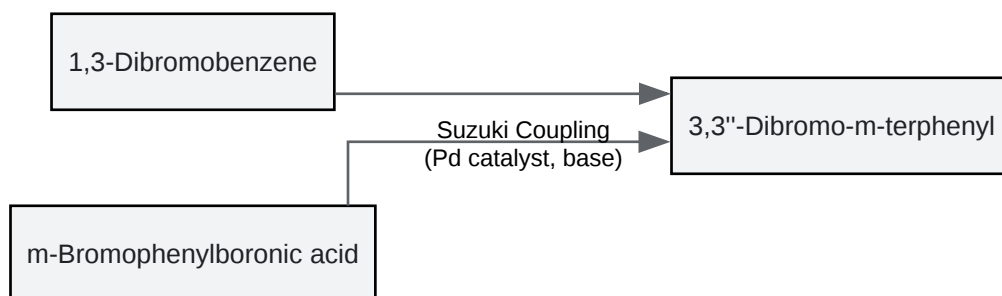 1,3-Dibromobenzene
3,3"-Dibromo-m-terphenyl
Suzuki Coupling
(Pd catalyst, base)
m-Bromophenylboronic acid